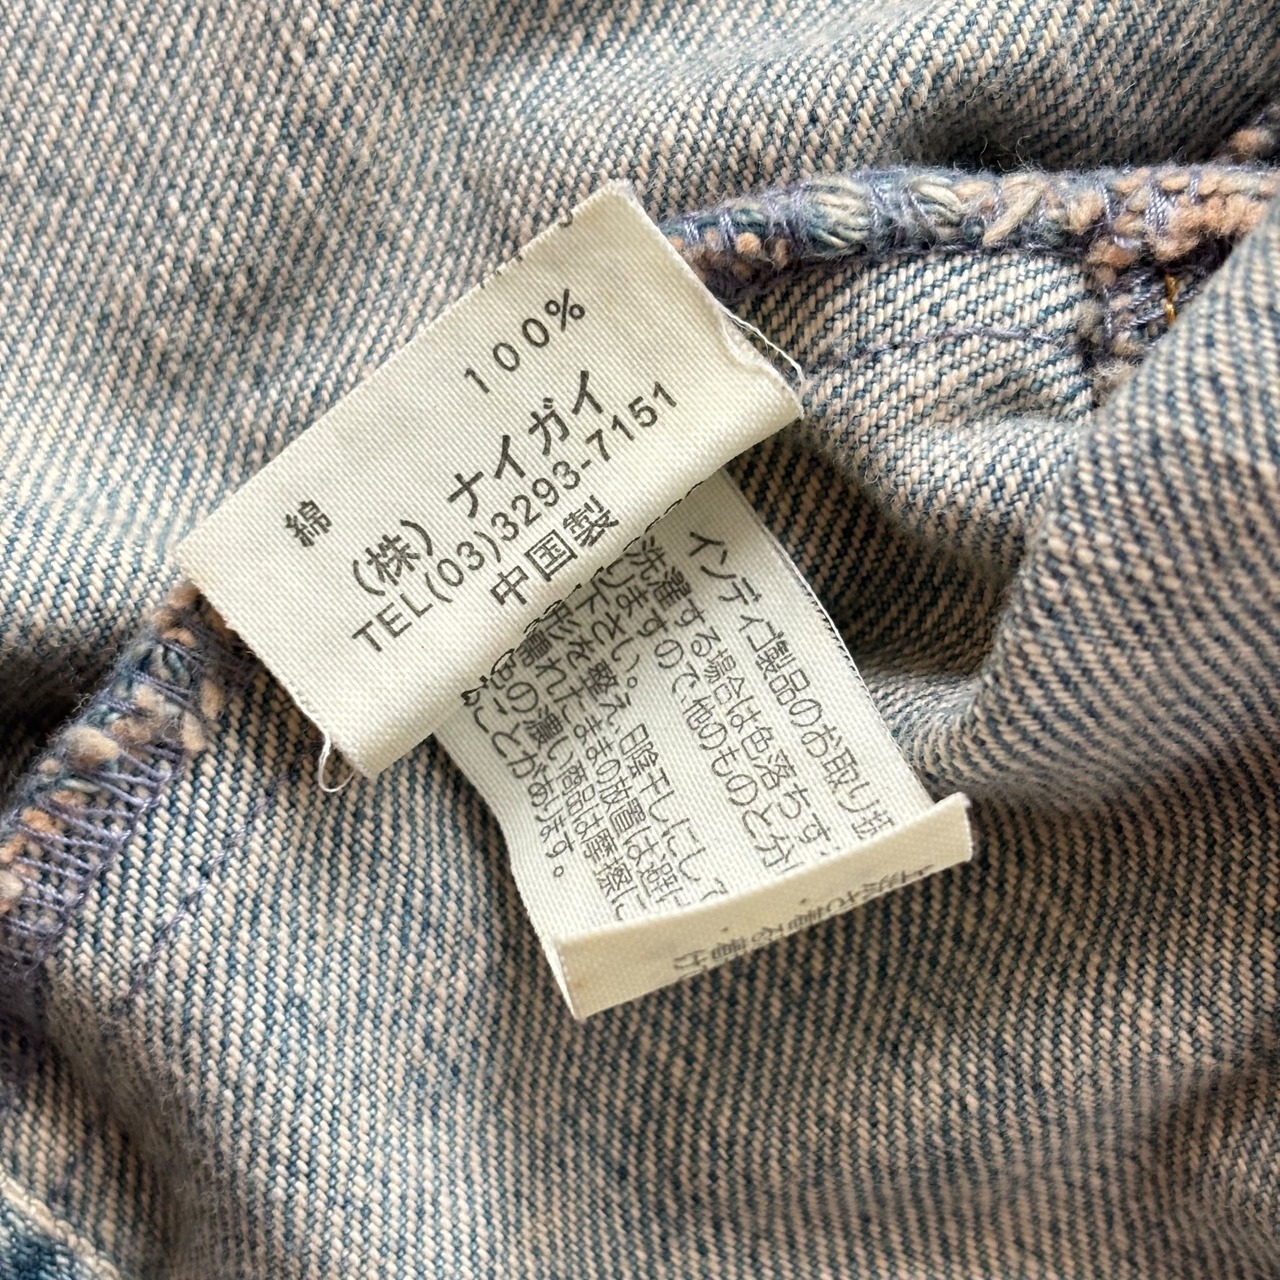 綿 100%
(株) ナイガイ
TEL(03)3293-7151
中国製
インディゴ製品のお取り扱
洗濯する場合は色落ちす
りますので、他のものと分
さい。
ドを整え、日陰干しにして
濡れたままの放置は避け
色の濃い商品は摩擦に
ことがあります。